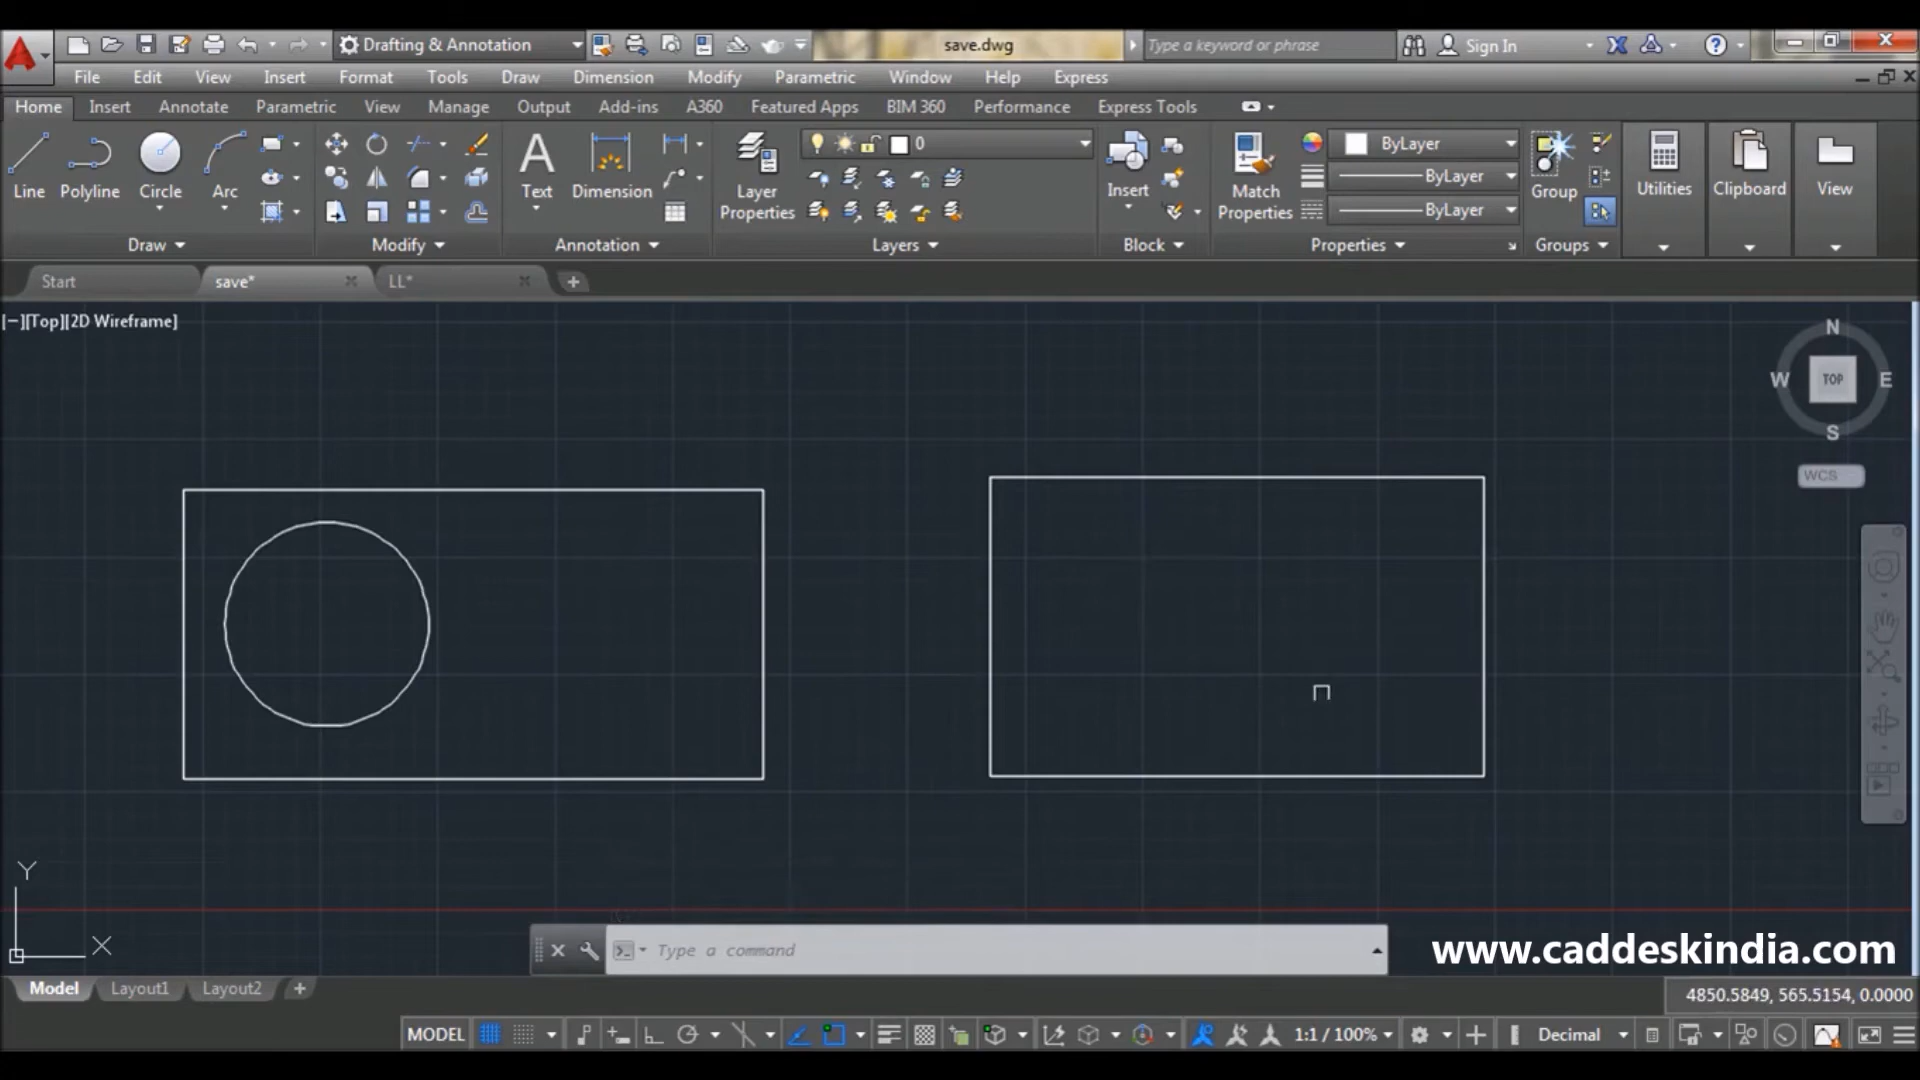 Drafting & Annotation
save.dwg
Type a keyword or phrase
Sign In
File Edit View Insert Format Tools Draw Dimension Modify Parametric Window Help Express
Home Insert Annotate Parametric View Manage Output Add-ins A360 Featured Apps BIM 360 Performance Express Tools
0
ByLayer
ByLayer
ByLayer
Line Polyline Circle Arc
Text Dimension
Layer Properties
Insert
Match Properties
Group
Utilities
Clipboard
View
Draw Modify Annotation Layers Block Properties Groups
Start save* LL*
[−][Top][2D Wireframe]
N
W TOP E
S
WCS
Y
X
Type a command
www.caddeskindia.com
Model Layout1 Layout2
4850.5849, 565.5154, 0.0000
MODEL 1:1 / 100% Decimal